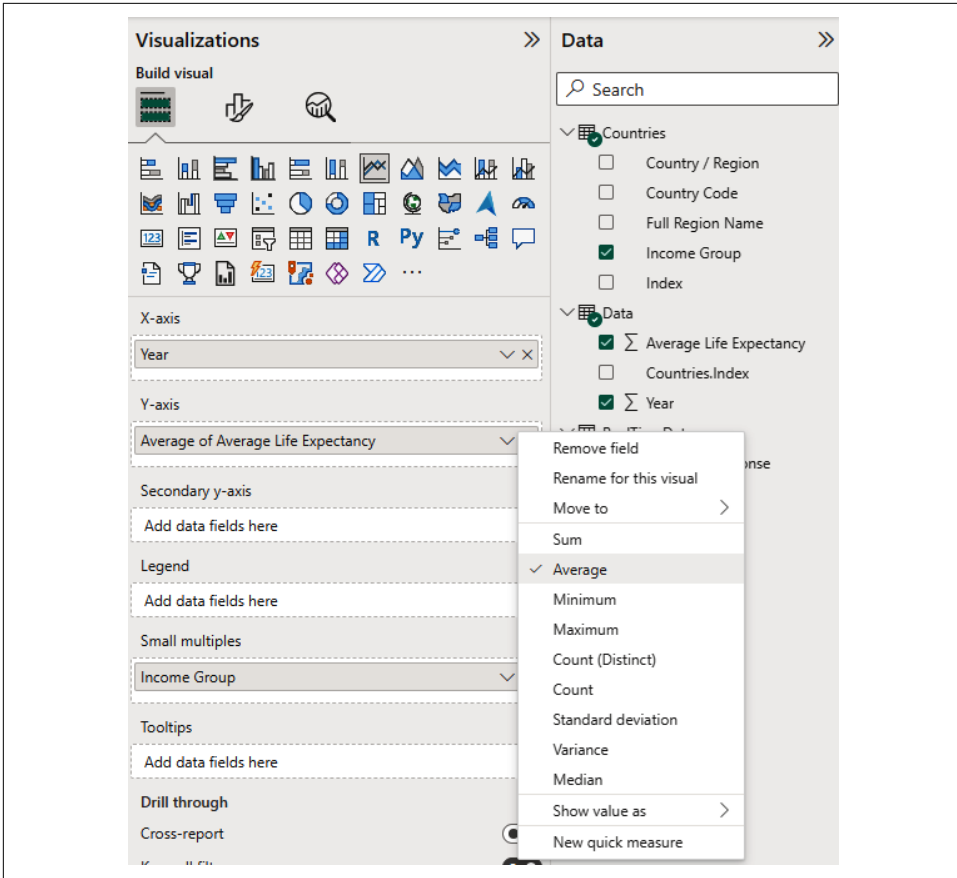 Visualizations
Build visual
123
R
Py
123
...
X-axis
Year
Y-axis
Average of Average Life Expectancy
Secondary y-axis
Add data fields here
Legend
Add data fields here
Small multiples
Income Group
Tooltips
Add data fields here
Drill through
Cross-report
Data
Search
Countries
Country / Region
Country Code
Full Region Name
Income Group
Index
Data
Average Life Expectancy
Countries.Index
Year
Remove field
Rename for this visual
Move to
Sum
Average
Minimum
Maximum
Count (Distinct)
Count
Standard deviation
Variance
Median
Show value as
New quick measure